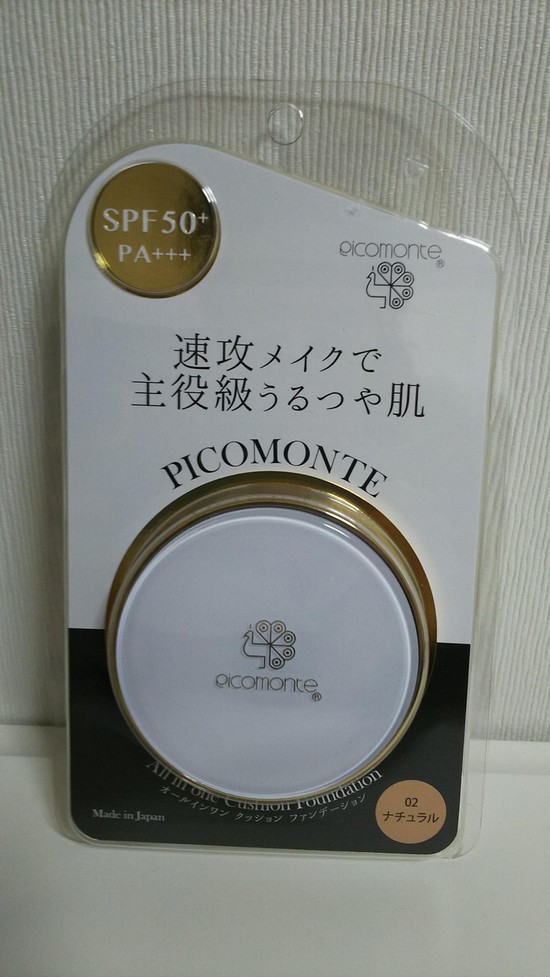 SPF50+
PA+++
picomonte®
速攻メイクで
主役級うるつや肌
PICOMONTE
picomonte®
All in one Cushion Foundation
オールインワン クッション ファンデーション
Made in Japan
02
ナチュラル